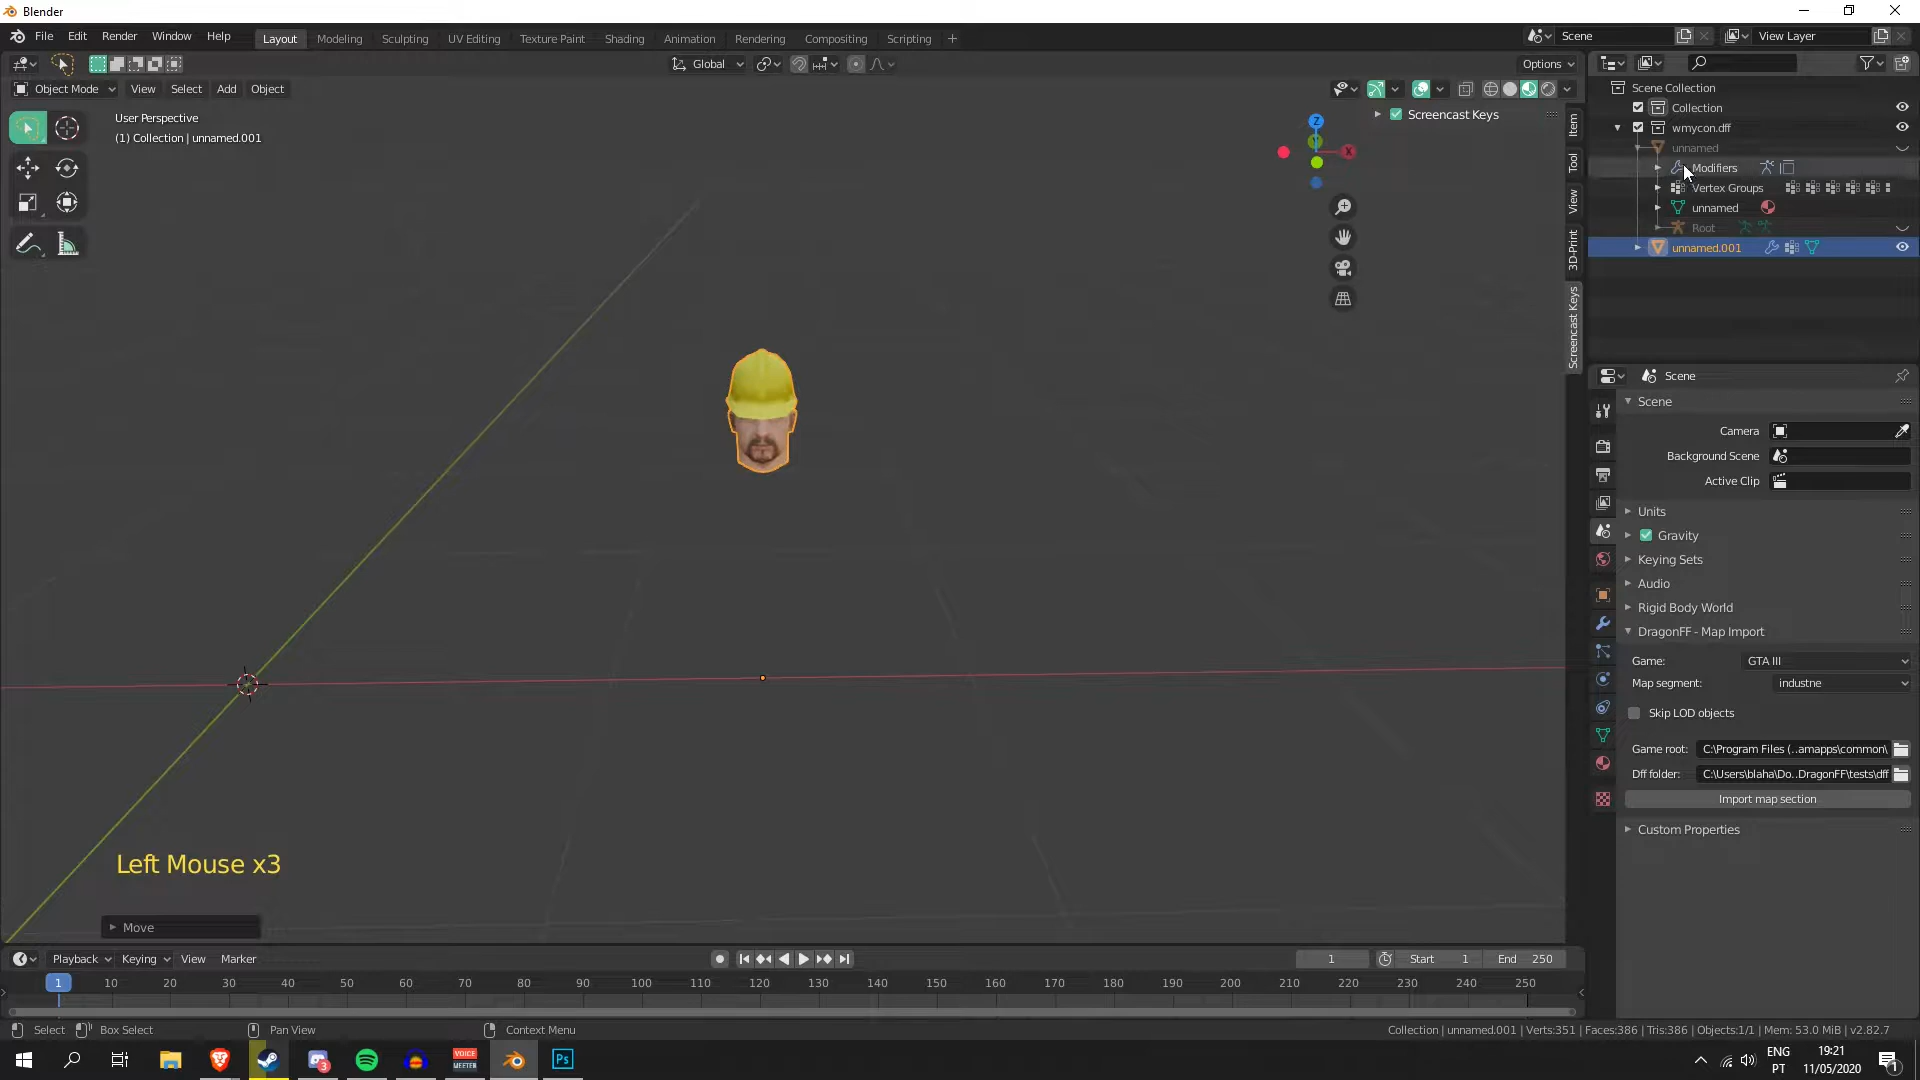 Blender
File Edit Render Window Help Layout Modeling Sculpting UV Editing Texture Paint Shading Animation Rendering Compositing Scripting + Scene View Layer
Global Options
Object Mode View Select Add Object
User Perspective
(1) Collection | unnamed.001
Screencast Keys
Z
X
Item
Tool
View
3D-Print
Screencast Keys
Scene Collection
Collection
wmycon.dff
unnamed
Modifiers
Vertex Groups
unnamed
Root
unnamed.001
Scene
Scene
Camera
Background Scene
Active Clip
Units
Gravity
Keying Sets
Audio
Rigid Body World
DragonFF - Map Import
Game: GTA III
Map segment: industne
Skip LOD objects
Game root: C:\Program Files (..amapps\common\
Dff folder: C:\Users\blaha\Do..DragonFF\tests\dff
Import map section
Custom Properties
Left Mouse x3
Move
Playback Keying View Marker 1 Start 1 End 250
1 10 20 30 40 50 60 70 80 90 100 110 120 130 140 150 160 170 180 190 200 210 220 230 240 250
Select Box Select Pan View Context Menu Collection | unnamed.001 | Verts:351 | Faces:386 | Tris:386 | Objects:1/1 | Mem: 53.0 MiB | v2.82.7
3
VOICE
MEETER
Ps
ENG
PT
19:21
11/05/2020
1